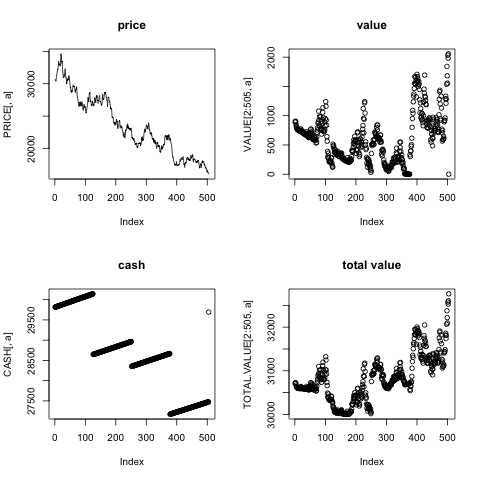 price
PRICE[, a]
20000 30000
0 100 200 300 400 500
Index
value
VALUE[2:505, a]
0 500 1000 2000
0 100 200 300 400 500
Index
cash
CASH[, a]
27500 28500 29500
0 100 200 300 400 500
Index
total value
TOTAL.VALUE[2:505, a]
30000 31000 32000
0 100 200 300 400 500
Index